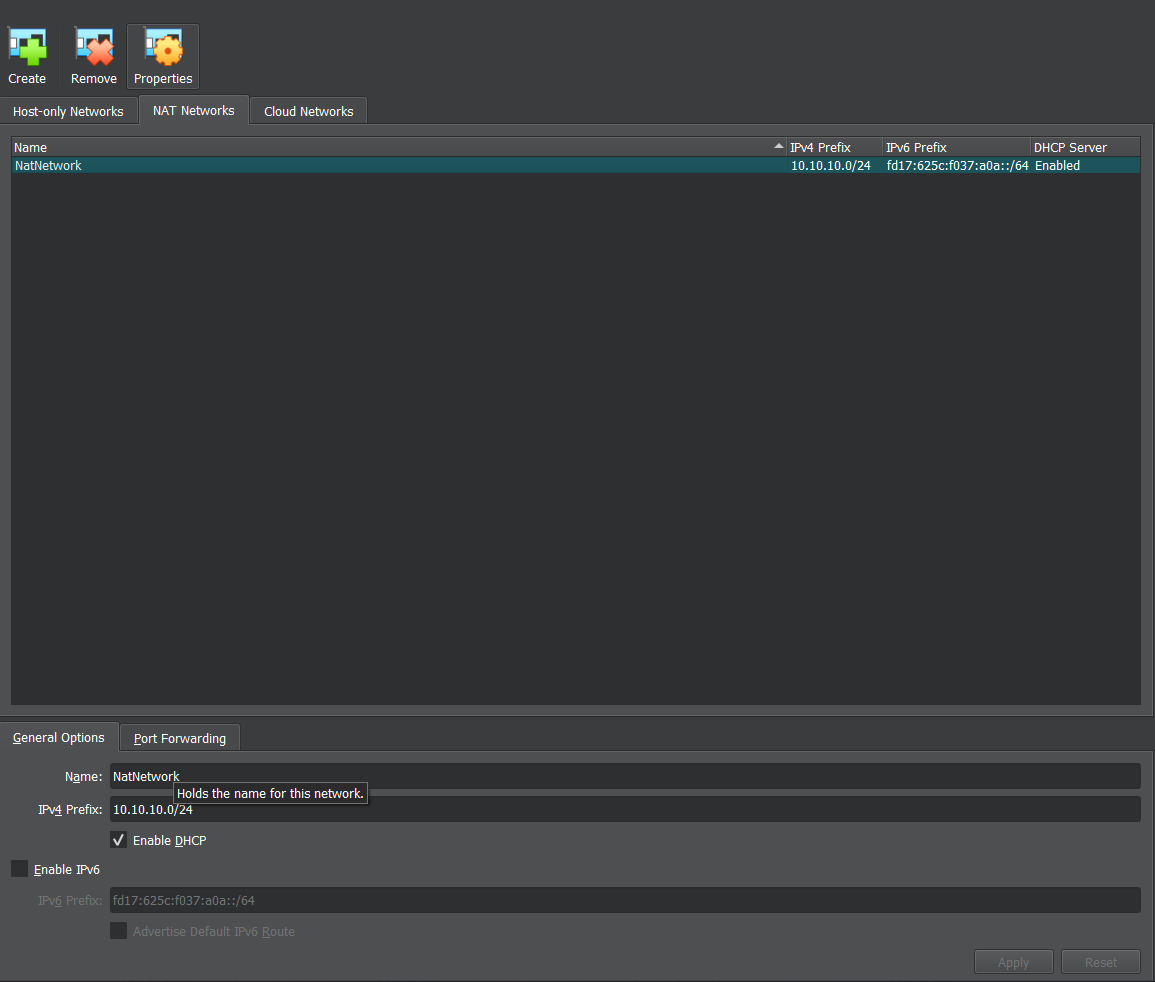 Create Remove Properties
Host-only Networks NAT Networks Cloud Networks
Name IPv4 Prefix IPv6 Prefix DHCP Server
NatNetwork 10.10.10.0/24 fd17:625c:f037:a0a::/64 Enabled
General Options Port Forwarding
Name: NatNetwork
Holds the name for this network.
IPv4 Prefix: 10.10.10.0/24
Enable DHCP
Enable IPv6
IPv6 Prefix: fd17:625c:f037:a0a::/64
Advertise Default IPv6 Route
Apply Reset